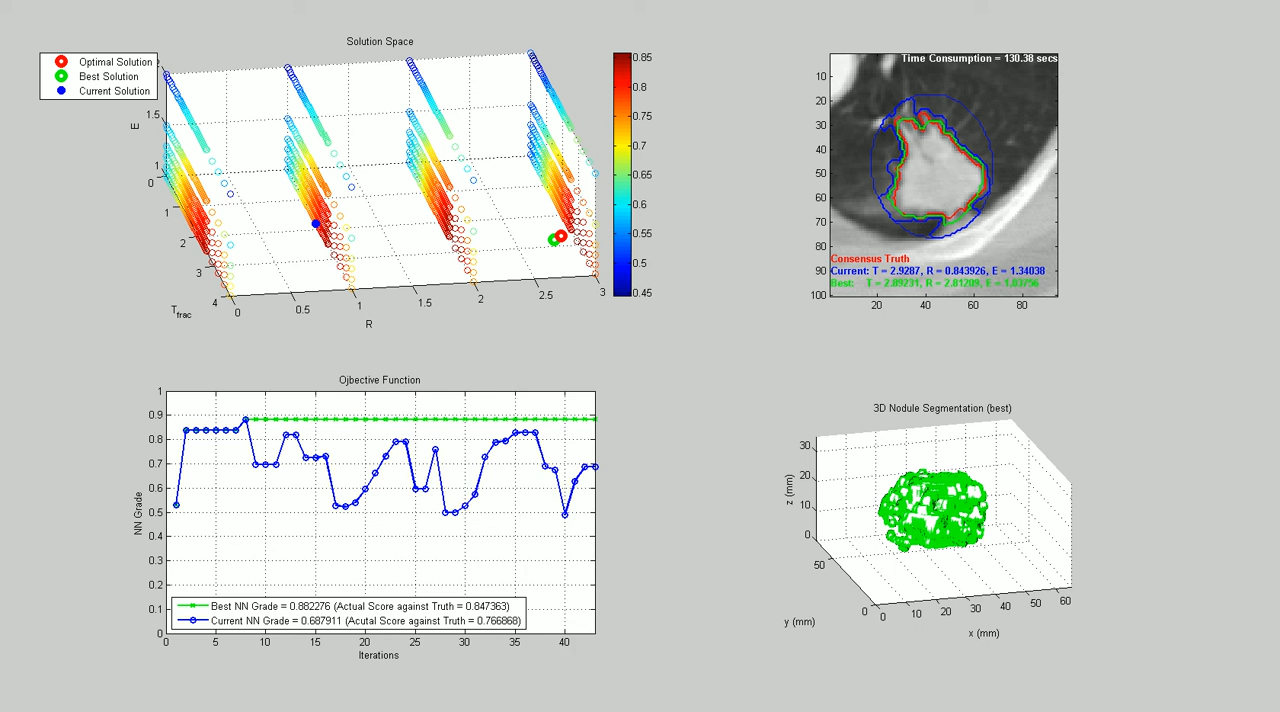 Solution Space
Optimal Solution
Best Solution
Current Solution
E
1.5
1
0
1
2
3
4
T_frac
0
0.5
1
1.5
2
2.5
3
R
0.85
0.8
0.75
0.7
0.65
0.6
0.55
0.5
0.45
Time Consumption = 130.38 secs
10
20
30
40
50
60
70
80
90
100
Consensus Truth
Current: T = 2.9287, R = 0.843926, E = 1.34038
Best: T = 2.89231, R = 2.81209, E = 1.03756
20 40 60 80
Ojbective Function
1
0.9
0.8
0.7
0.6
0.5
0.4
0.3
0.2
0.1
0
NN Grade
Best NN Grade = 0.882276 (Actual Score against Truth = 0.847363)
Current NN Grade = 0.687911 (Acutal Score against Truth = 0.766868)
0 5 10 15 20 25 30 35 40
Iterations
3D Nodule Segmentation (best)
30
20
10
0
z (mm)
50
0
y (mm)
0 10 20 30 40 50 60
x (mm)